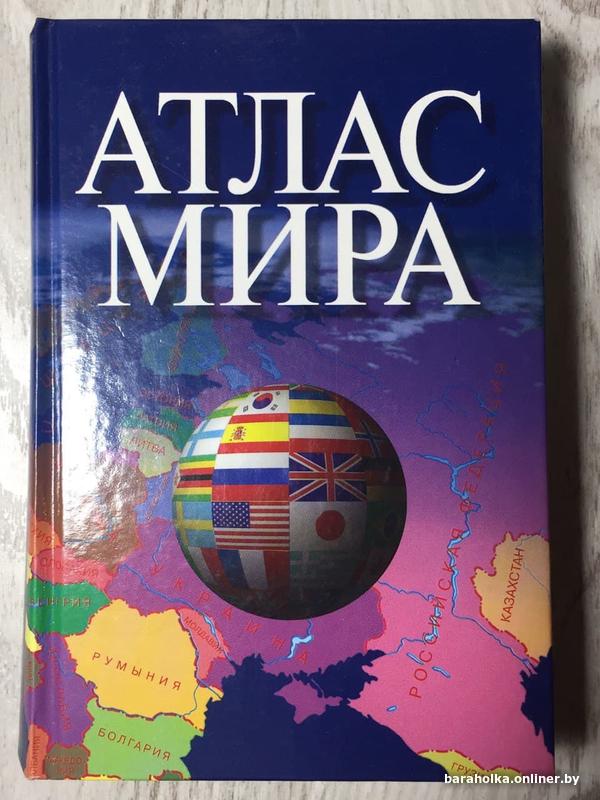 АТЛАС
МИРА
ЛИТВА
РОССИЙСКАЯ ФЕДЕРАЦИЯ
КАЗАХСТАН
УКРАИНА
МОЛДАВИЯ
РУМЫНИЯ
БОЛГАРИЯ
baraholka.onliner.by